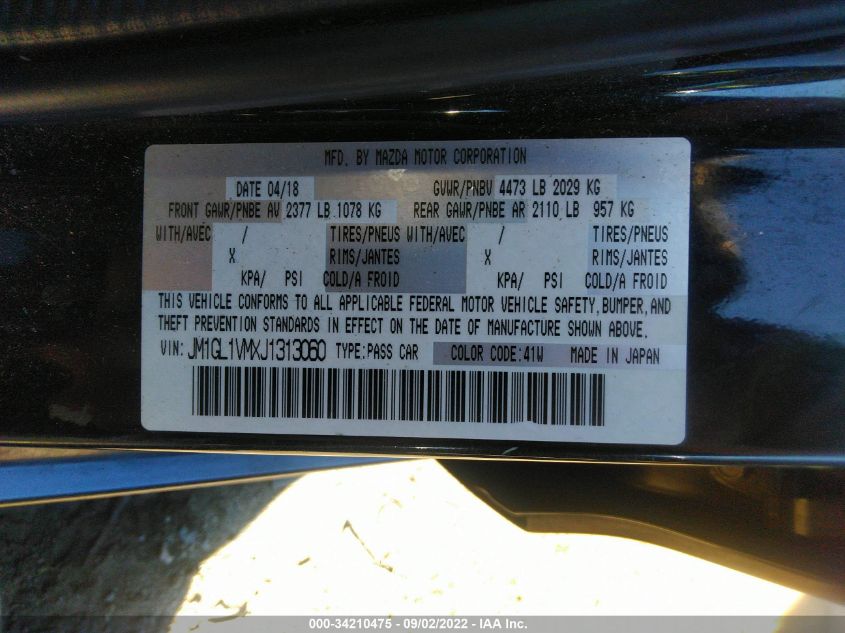 MFD. BY MAZDA MOTOR CORPORATION
DATE 04/18 GVWR/PNBV 4473 LB 2029 KG
FRONT GAWR/PNBE AV 2377 LB 1078 KG REAR GAWR/PNBE AR 2110 LB 957 KG
WITH/AVEC / TIRES/PNEUS WITH/AVEC / TIRES/PNEUS
X RIMS/JANTES X RIMS/JANTES
KPA/ PSI COLD/A FROID KPA/ PSI COLD/A FROID
THIS VEHICLE CONFORMS TO ALL APPLICABLE FEDERAL MOTOR VEHICLE SAFETY, BUMPER, AND
THEFT PREVENTION STANDARDS IN EFFECT ON THE DATE OF MANUFACTURE SHOWN ABOVE.
VIN: JM1GL1VMXJ1313060 TYPE:PASS CAR COLOR CODE:41W MADE IN JAPAN
000-34210475 - 09/02/2022 - IAA Inc.